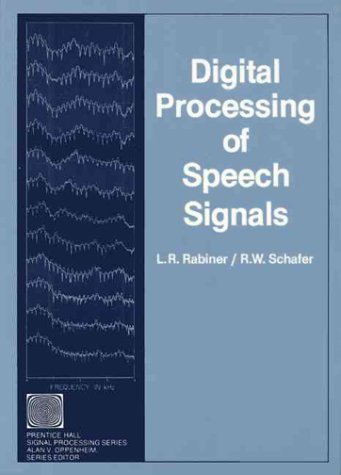 Digital
Processing
of
Speech
Signals
L.R. Rabiner / R.W. Schafer
FREQUENCY IN kHz
PRENTICE HALL
SIGNAL PROCESSING SERIES
ALAN V. OPPENHEIM,
SERIES EDITOR